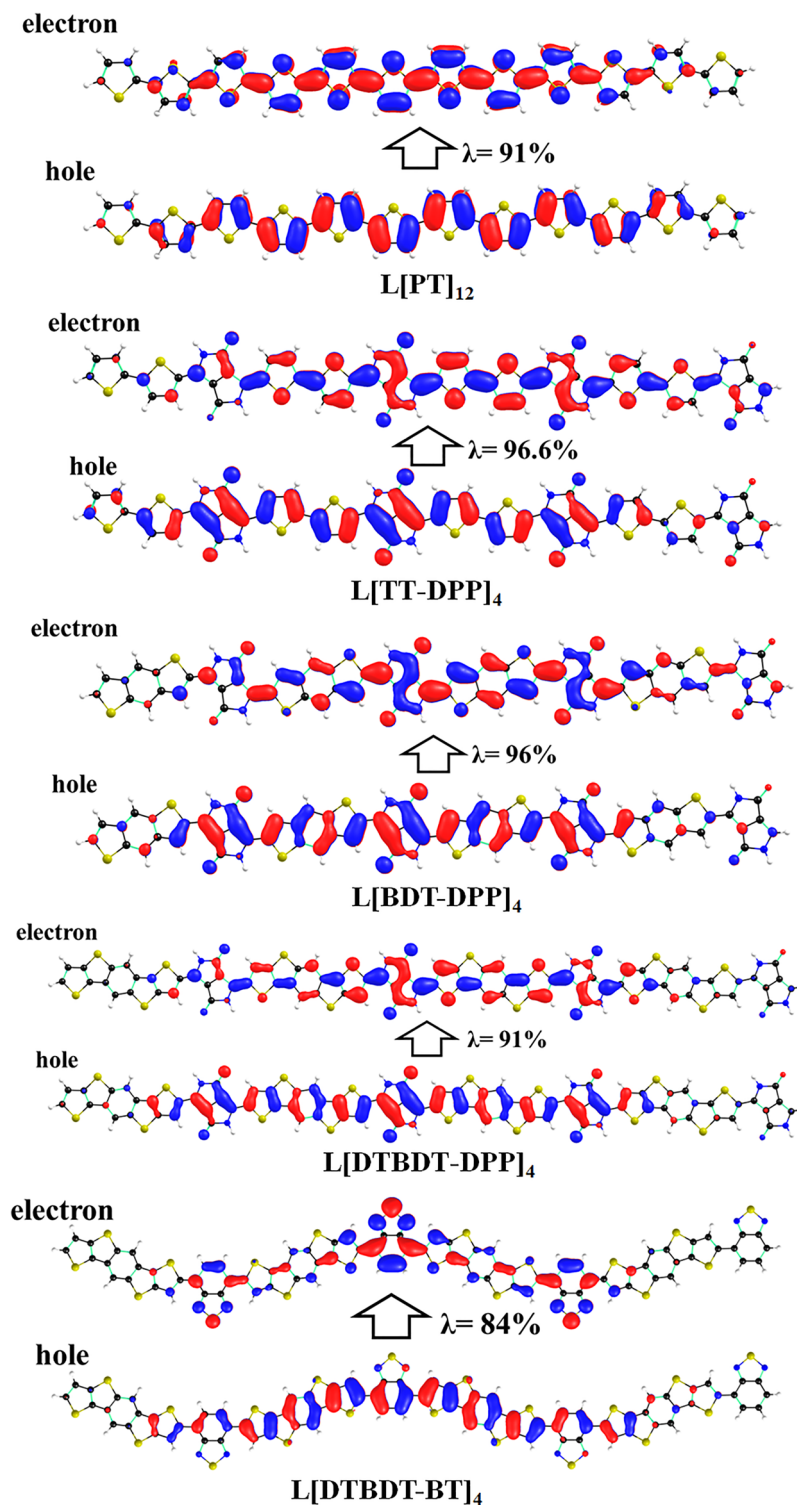 electron
λ= 91%
hole
L[PT]₁₂
electron
λ= 96.6%
hole
L[TT-DPP]₄
electron
λ= 96%
hole
L[BDT-DPP]₄
electron
λ= 91%
hole
L[DTBDT-DPP]₄
electron
λ= 84%
hole
L[DTBDT-BT]₄